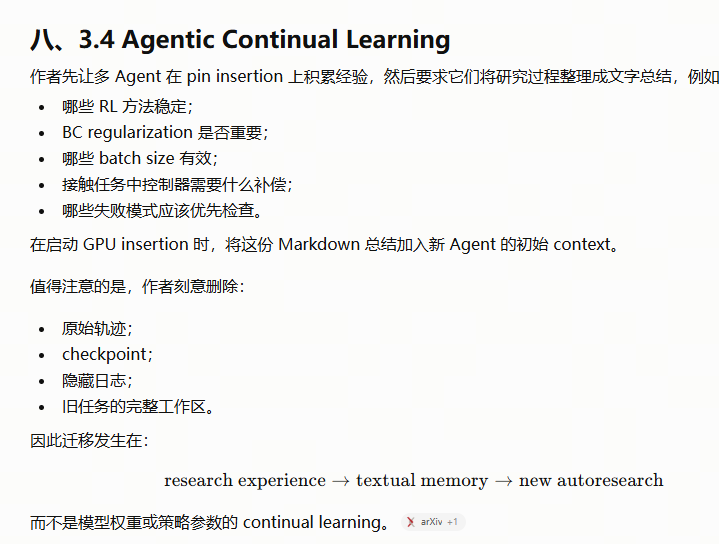 八、3.4 Agentic Continual Learning
作者先让多 Agent 在 pin insertion 上积累经验，然后要求它们将研究过程整理成文字总结，例如
• 哪些 RL 方法稳定；
• BC regularization 是否重要；
• 哪些 batch size 有效；
• 接触任务中控制器需要什么补偿；
• 哪些失败模式应该优先检查。
在启动 GPU insertion 时，将这份 Markdown 总结加入新 Agent 的初始 context。
值得注意的是，作者刻意删除：
• 原始轨迹；
• checkpoint；
• 隐藏日志；
• 旧任务的完整工作区。
因此迁移发生在：
research experience → textual memory → new autoresearch
而不是模型权重或策略参数的 continual learning。 arXiv +1